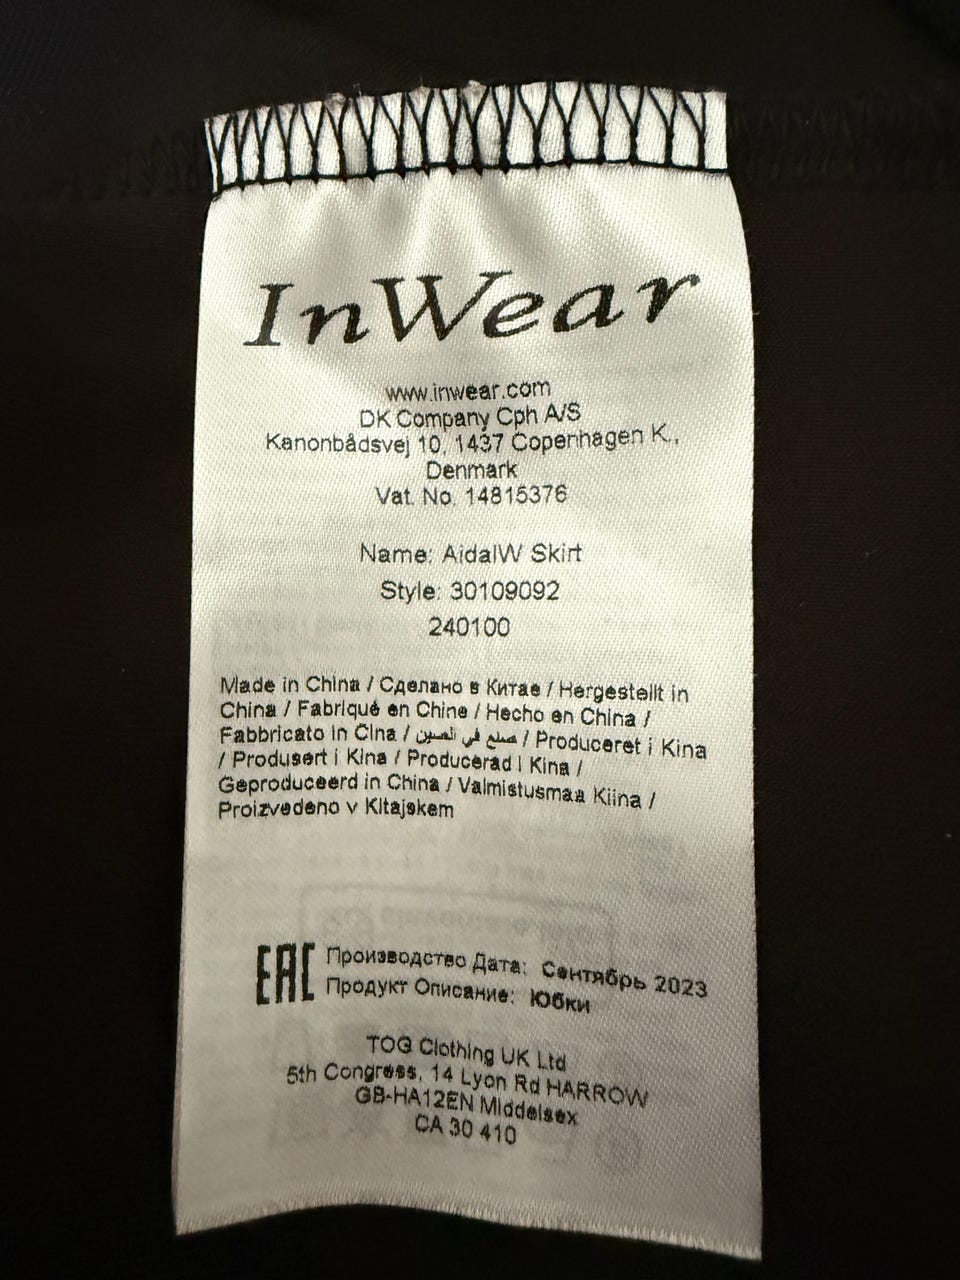 InWear
www.inwear.com
DK Company Cph A/S
Kanonbådsvej 10, 1437 Copenhagen K.,
Denmark
Vat. No. 14815376
Name: AidaIW Skirt
Style: 30109092
240100
Made in China / Сделано в Китае / Hergestellt in
China / Fabriqué en Chine / Hecho en China /
Fabbricato in Cina / صنع في الصين / Produceret i Kina
/ Produsert i Kina / Producerad i Kina /
Geproduceerd in China / Valmistusmaa Kiina /
Proizvedeno v Kitajskem
EAC Производство Дата: Сентябрь 2023
Продукт Описание: Юбки
TOG Clothing UK Ltd
5th Congress, 14 Lyon Rd HARROW
GB-HA12EN Middelsex
CA 30 410